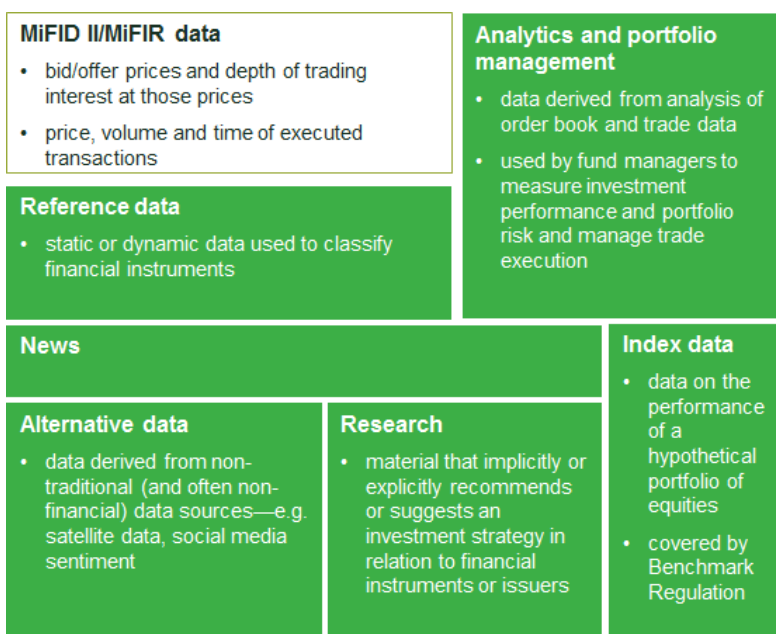 MiFID II/MiFIR data
• bid/offer prices and depth of trading
interest at those prices
• price, volume and time of executed
transactions
Analytics and portfolio
management
• data derived from analysis of
order book and trade data
• used by fund managers to
measure investment
performance and portfolio
risk and manage trade
execution
Reference data
• static or dynamic data used to classify
financial instruments
News
Index data
• data on the
performance
of a
hypothetical
portfolio of
equities
• covered by
Benchmark
Regulation
Alternative data
• data derived from non-
traditional (and often non-
financial) data sources—e.g.
satellite data, social media
sentiment
Research
• material that implicitly or
explicitly recommends
or suggests an
investment strategy in
relation to financial
instruments or issuers